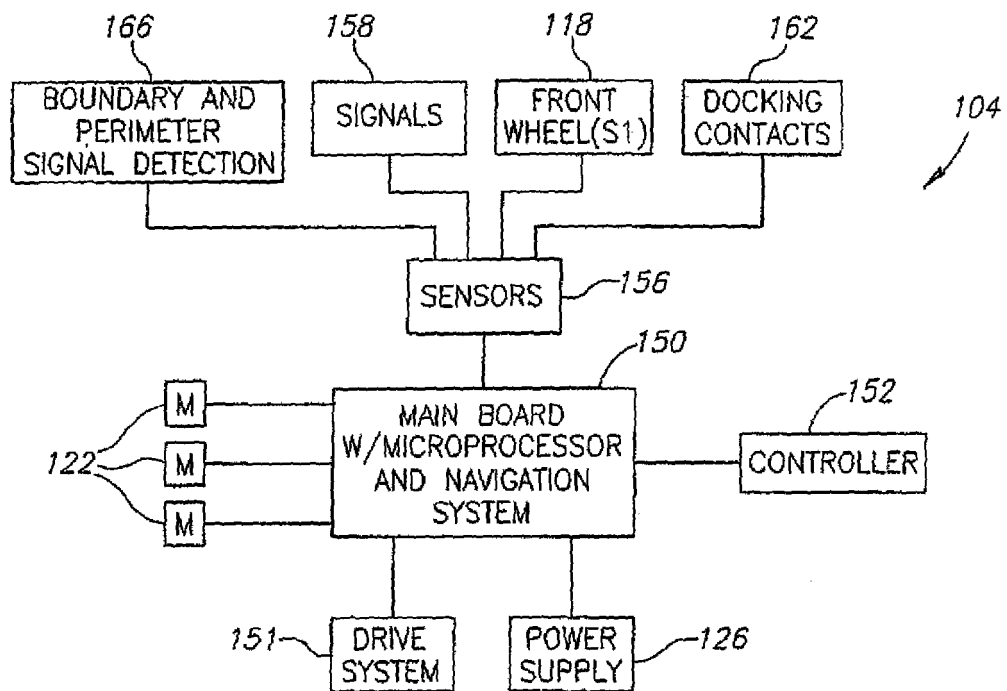 166
158
118
162
104
BOUNDARY AND
PERIMETER
SIGNAL DETECTION
SIGNALS
FRONT
WHEEL(S1)
DOCKING
CONTACTS
SENSORS
156
150
M
M
M
122
MAIN BOARD
W/MICROPROCESSOR
AND NAVIGATION
SYSTEM
152
CONTROLLER
151
DRIVE
SYSTEM
POWER
SUPPLY
126